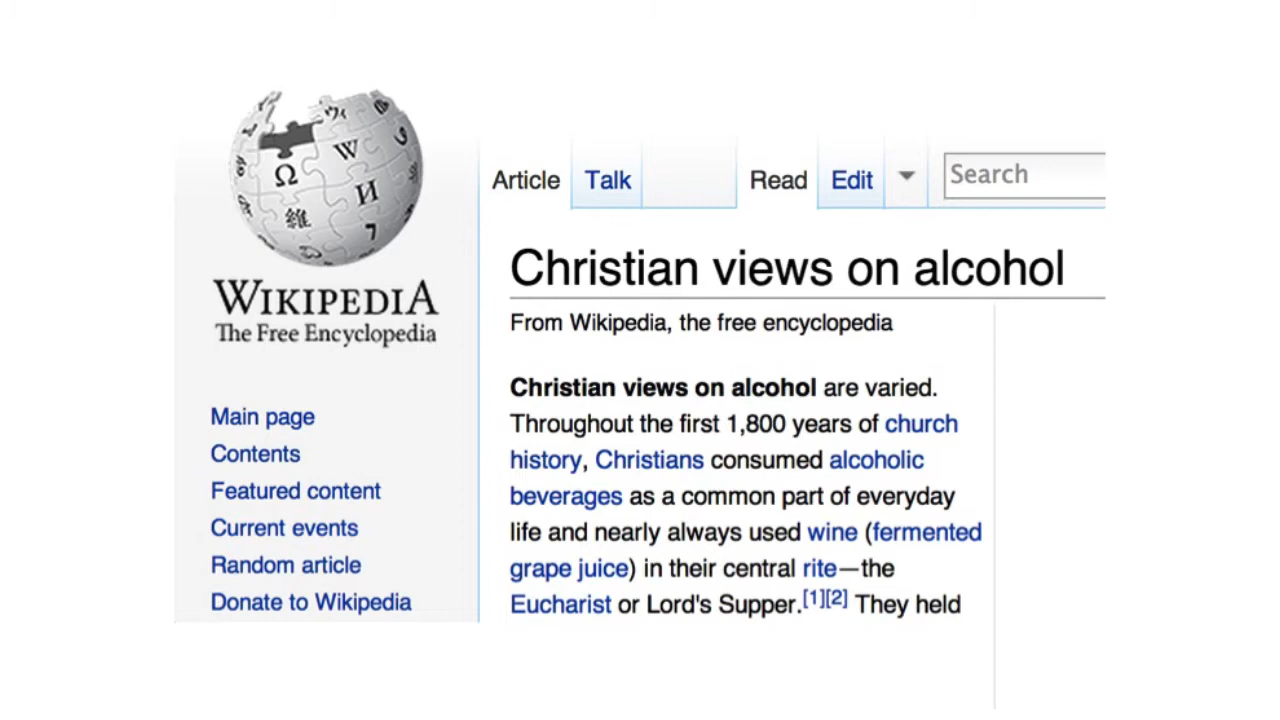 WIKIPEDIA
The Free Encyclopedia
Main page
Contents
Featured content
Current events
Random article
Donate to Wikipedia
Article Talk Read Edit Search
Christian views on alcohol
From Wikipedia, the free encyclopedia
Christian views on alcohol are varied.
Throughout the first 1,800 years of church
history, Christians consumed alcoholic
beverages as a common part of everyday
life and nearly always used wine (fermented
grape juice) in their central rite—the
Eucharist or Lord's Supper.[1][2] They held